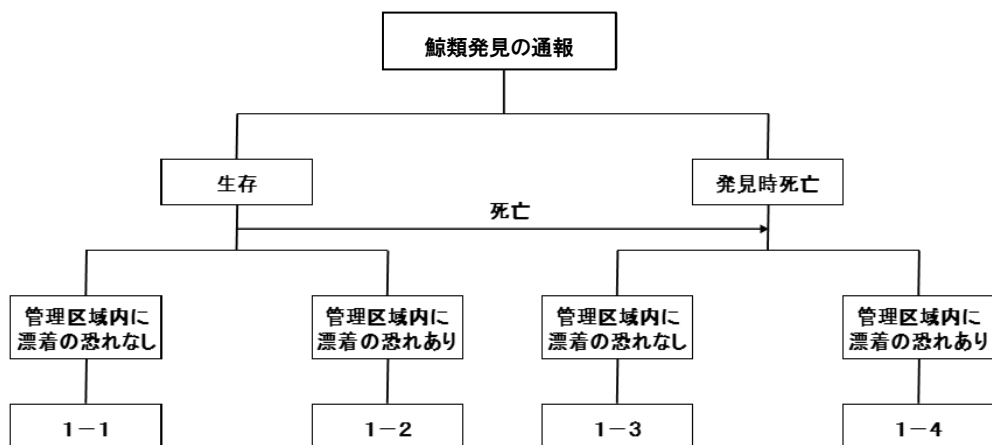 鯨類発見の通報
生存
発見時死亡
死亡
管理区域内に
漂着の恐れなし
管理区域内に
漂着の恐れあり
管理区域内に
漂着の恐れなし
管理区域内に
漂着の恐れあり
1－1
1－2
1－3
1－4